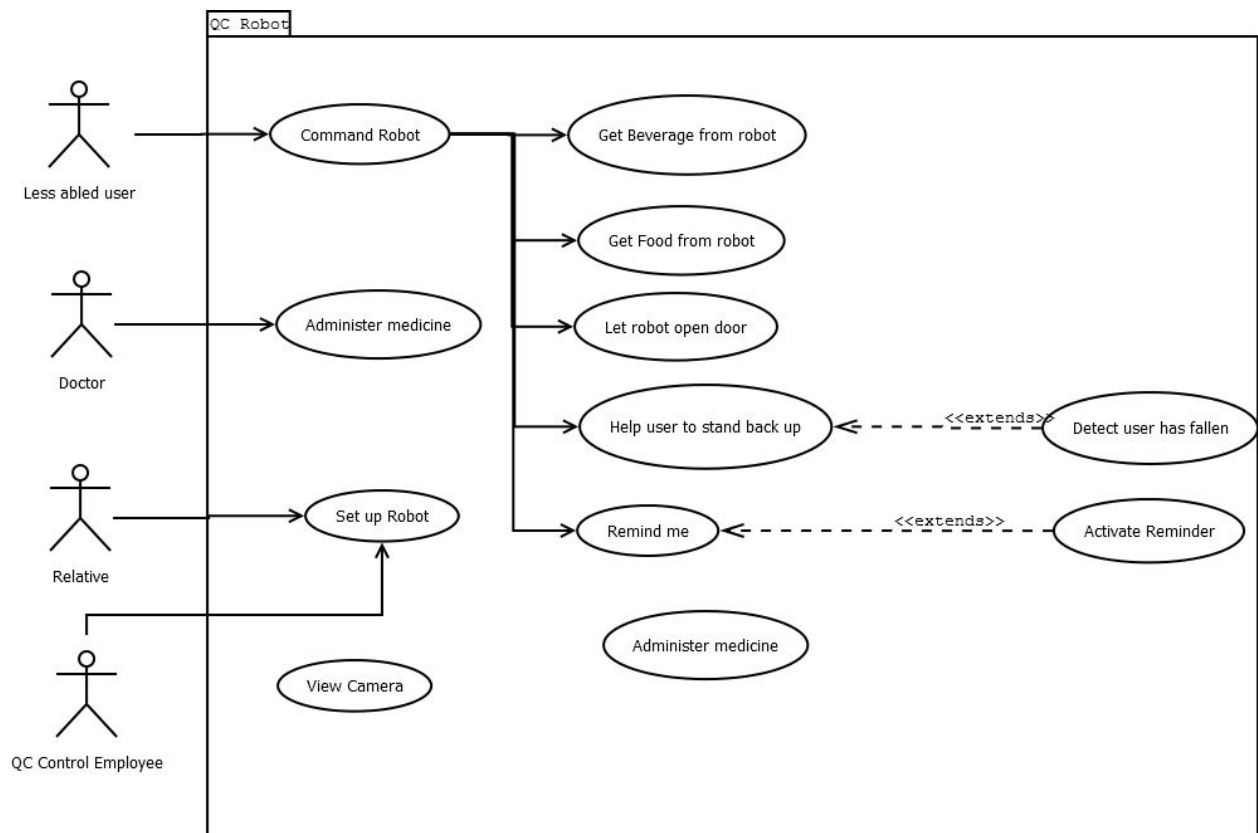 QC Robot
Command Robot
Get Beverage from robot
Less abled user
Get Food from robot
Administer medicine
Let robot open door
Doctor
Help user to stand back up
<<extends>>
Detect user has fallen
Set up Robot
Remind me
<<extends>>
Activate Reminder
Relative
Administer medicine
View Camera
QC Control Employee